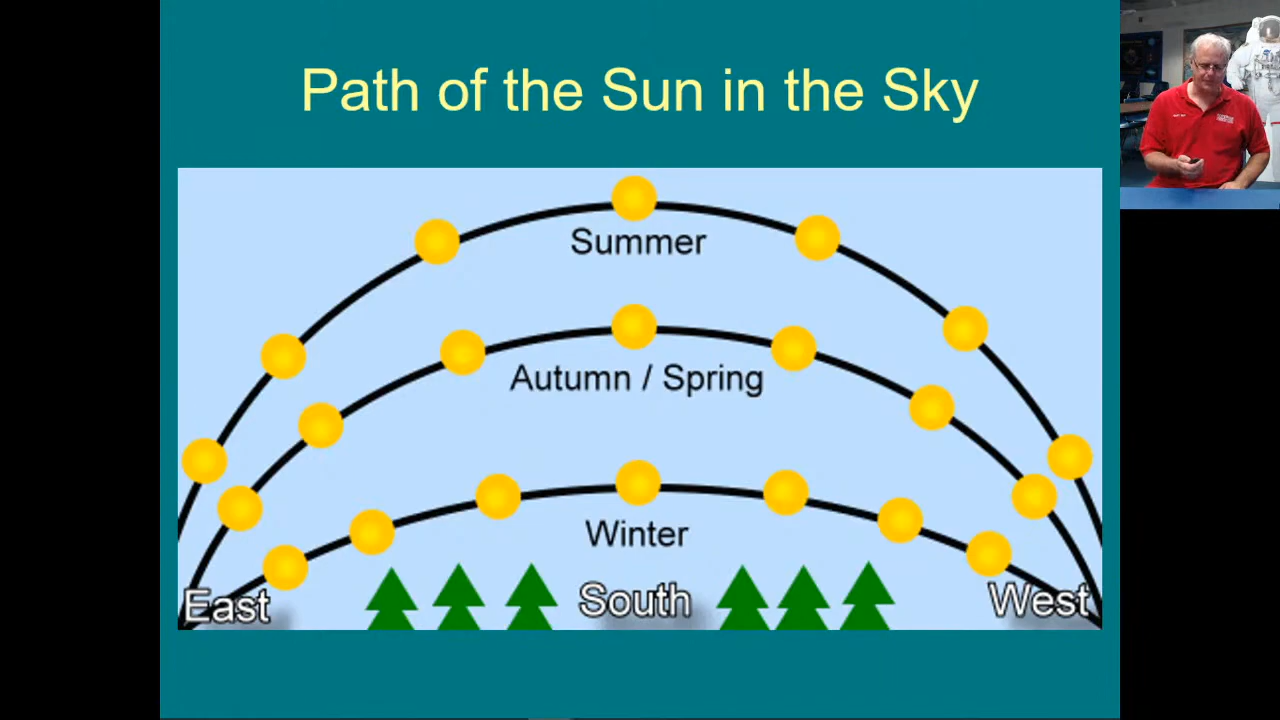 Path of the Sun in the Sky
Summer
Autumn / Spring
Winter
East
South
West